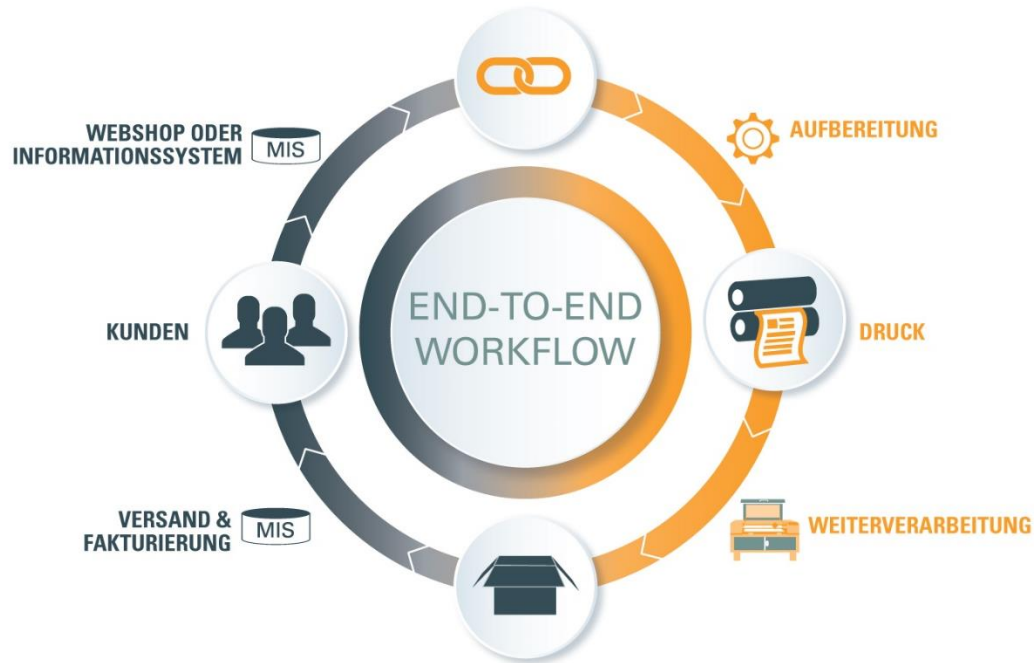 WEBSHOP ODER
INFORMATIONSSYSTEM
MIS
AUFBEREITUNG
KUNDEN
END-TO-END
WORKFLOW
DRUCK
VERSAND &
FAKTURIERUNG
MIS
WEITERVERARBEITUNG